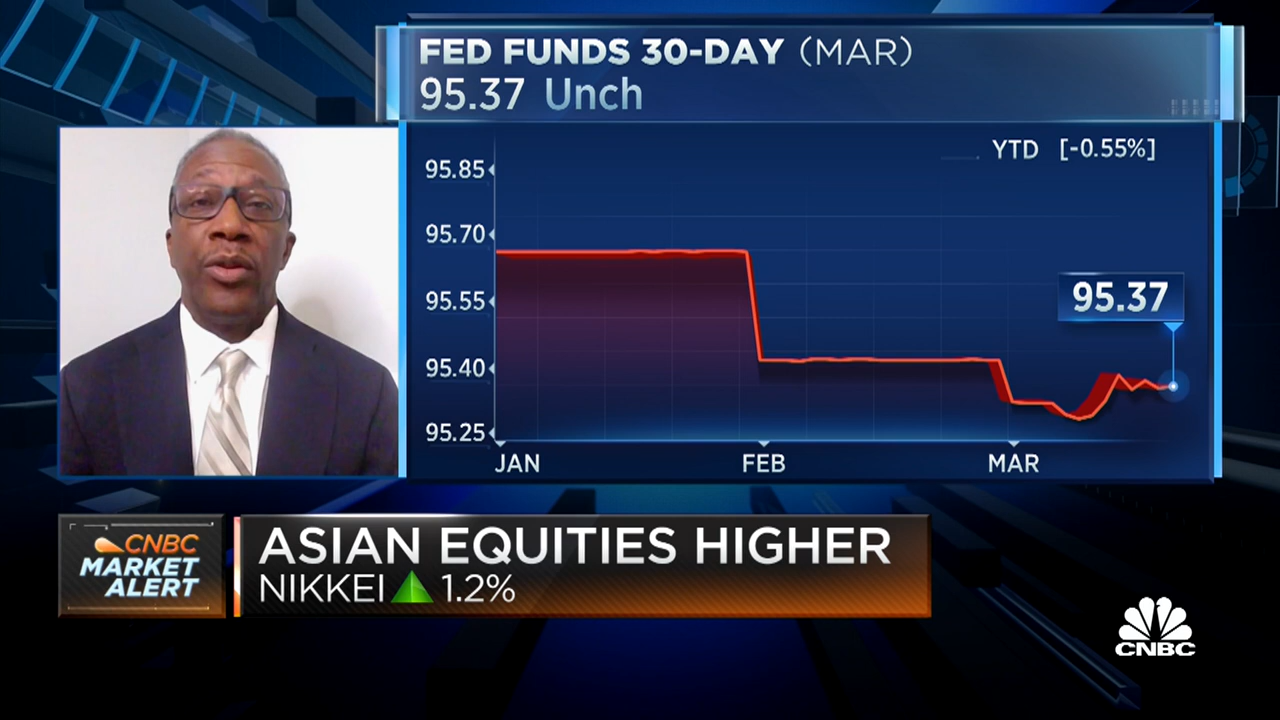 FED FUNDS 30-DAY (MAR)
95.37 Unch
YTD [-0.55%]
95.85
95.70
95.55
95.40
95.25
95.37
JAN FEB MAR
CNBC
MARKET
ALERT
ASIAN EQUITIES HIGHER
NIKKEI 1.2%
CNBC